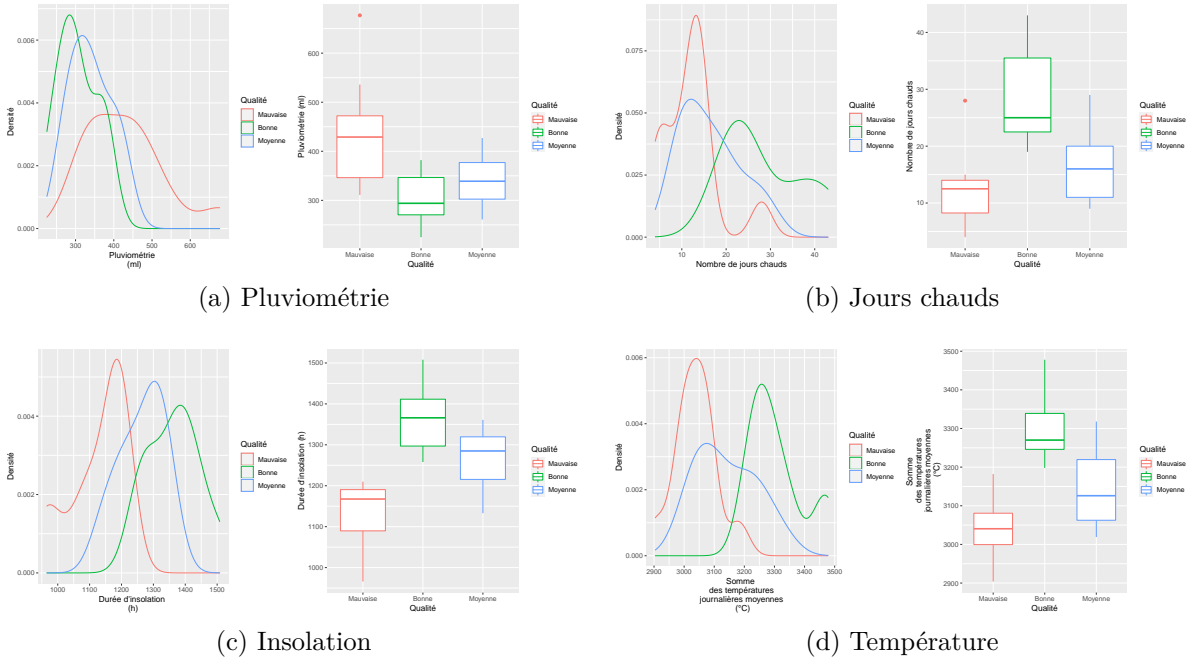 Densité
0.006
0.004
0.002
0.000
300 400 500 600
Pluviométrie
(ml)
Qualité
Mauvaise
Bonne
Moyenne
Pluviométrie (ml)
600
500
400
300
Mauvaise Bonne Moyenne
Qualité
Qualité
Mauvaise
Bonne
Moyenne
(a) Pluviométrie
Densité
0.075
0.050
0.025
0.000
10 20 30 40
Nombre de jours chauds
Qualité
Mauvaise
Bonne
Moyenne
Nombre de jours chauds
40
30
20
10
Mauvaise Bonne Moyenne
Qualité
Qualité
Mauvaise
Bonne
Moyenne
(b) Jours chauds
Densité
0.004
0.002
0.000
1000 1100 1200 1300 1400 1500
Durée d'insolation
(h)
Qualité
Mauvaise
Bonne
Moyenne
Durée d'insolation (h)
1500
1400
1300
1200
1100
1000
Mauvaise Bonne Moyenne
Qualité
Qualité
Mauvaise
Bonne
Moyenne
(c) Insolation
Densité
0.006
0.004
0.002
0.000
2900 3000 3100 3200 3300 3400 3500
Somme
des températures
journalières moyennes
(°C)
Qualité
Mauvaise
Bonne
Moyenne
Somme
des températures
journalières moyennes
(°C)
3500
3400
3300
3200
3100
3000
2900
Mauvaise Bonne Moyenne
Qualité
Qualité
Mauvaise
Bonne
Moyenne
(d) Température